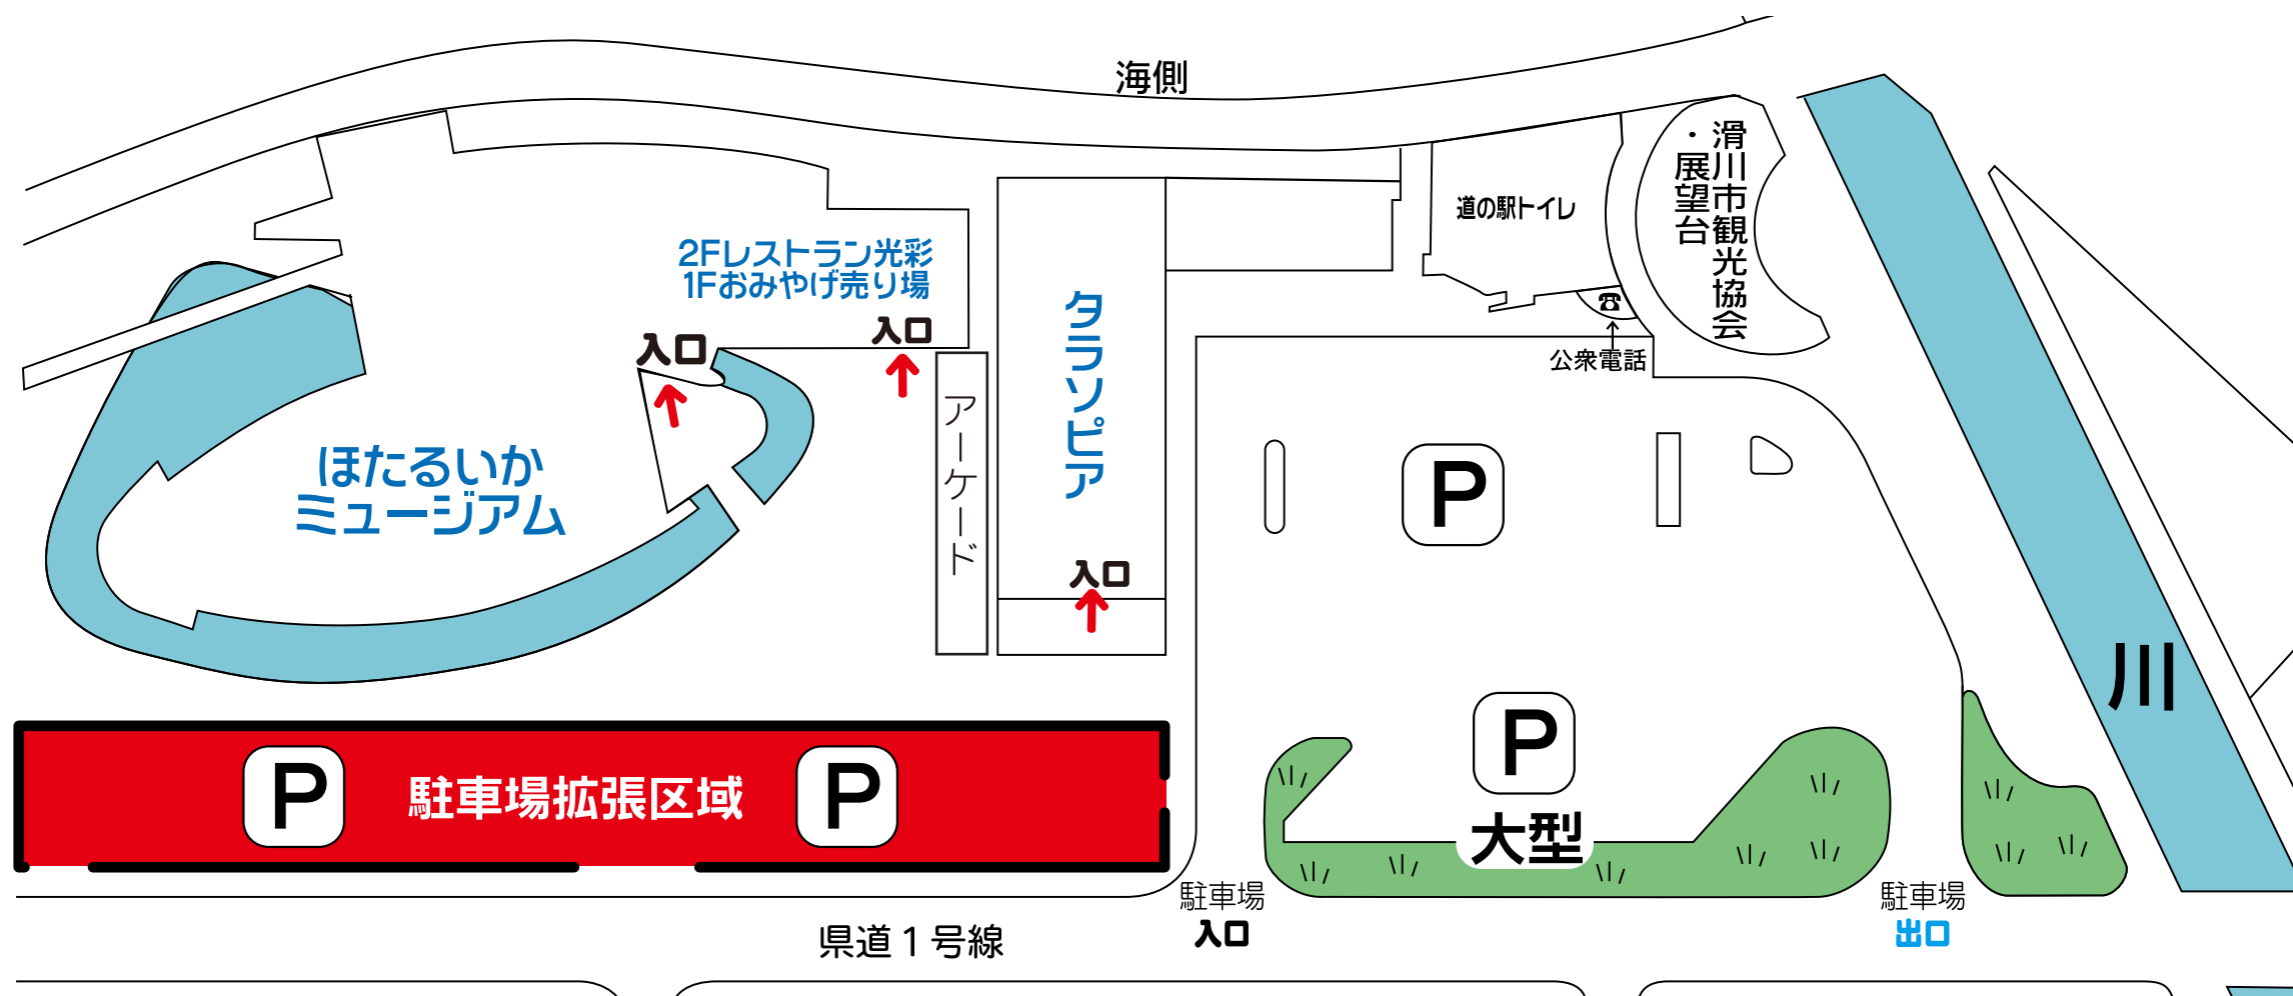 海側
滑川市観光協会
・展望台
道の駅トイレ
2Fレストラン光彩
1Fおみやげ売り場
入口
入口
☎
公衆電話
タラソピア
アーケード
ほたるいか
ミュージアム
P
入口
川
P
大型
P
駐車場拡張区域
P
駐車場
入口
駐車場
出口
県道1号線